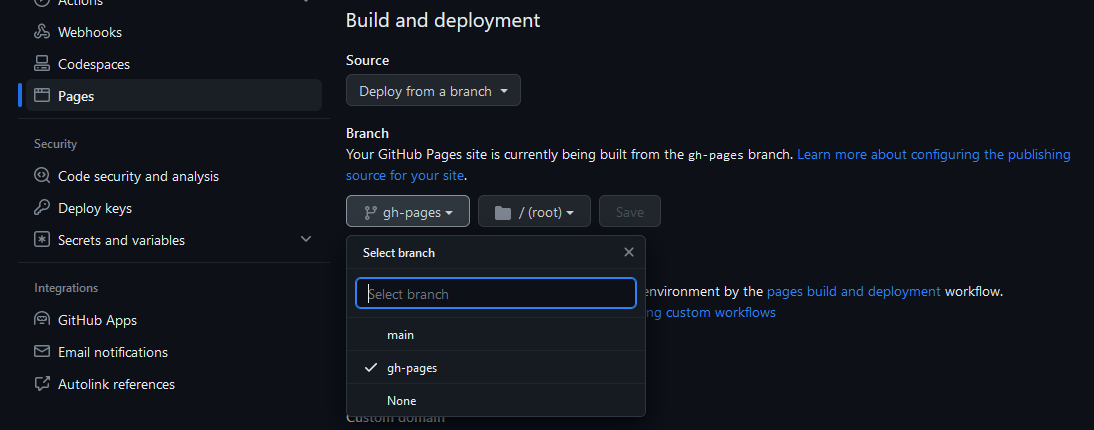 Actions
Webhooks
Codespaces
Pages
Security
Code security and analysis
Deploy keys
Secrets and variables
Integrations
GitHub Apps
Email notifications
Autolink references
Build and deployment
Source
Deploy from a branch
Branch
Your GitHub Pages site is currently being built from the gh-pages branch. Learn more about configuring the publishing
source for your site.
gh-pages
/ (root)
Save
Select branch
Select branch
main
gh-pages
None
environment by the pages build and deployment workflow.
ng custom workflows
Custom domain